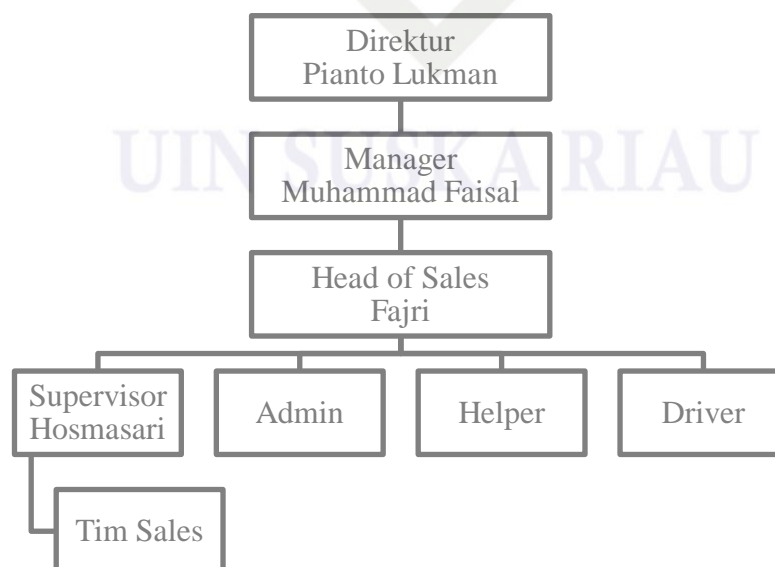 Direktur
Pianto Lukman
UIN SUSKA RIAU
Manager
Muhammad Faisal
Head of Sales
Fajri
Supervisor
Hosmasari
Admin
Helper
Driver
Tim Sales